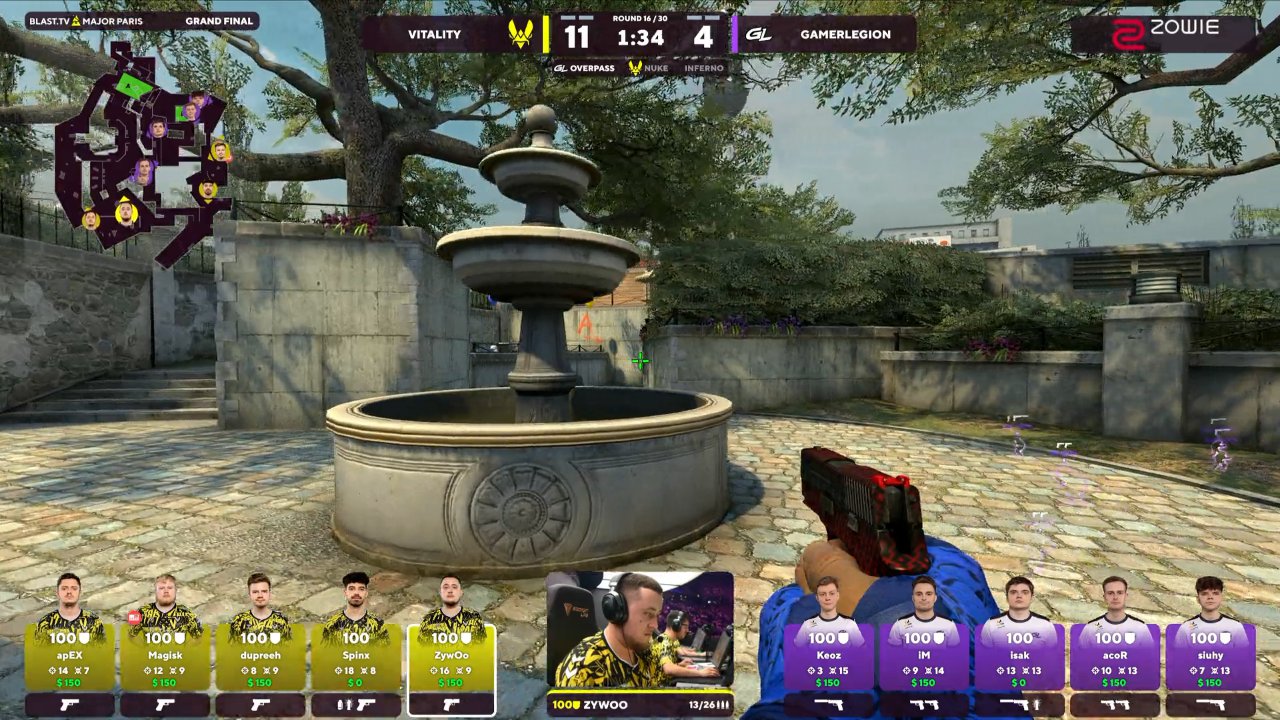 BLAST.TV MAJOR PARIS GRAND FINAL
VITALITY 11 ROUND 16 / 30 1:34 4 GL GAMERLEGION
GL OVERPASS NUKE INFERNO
ZOWIE
A
100 100 100 100 100
apEX Magisk dupreeh Spinx ZywOo
14 7 12 9 8 9 18 8 16 9
$150 $150 $150 $0 $150
100 ZYWOO 13/26
100 100 100 100 100
Keoz iM isak acoR siuhy
3 15 9 14 13 13 10 13 7 13
$150 $150 $0 $150 $150